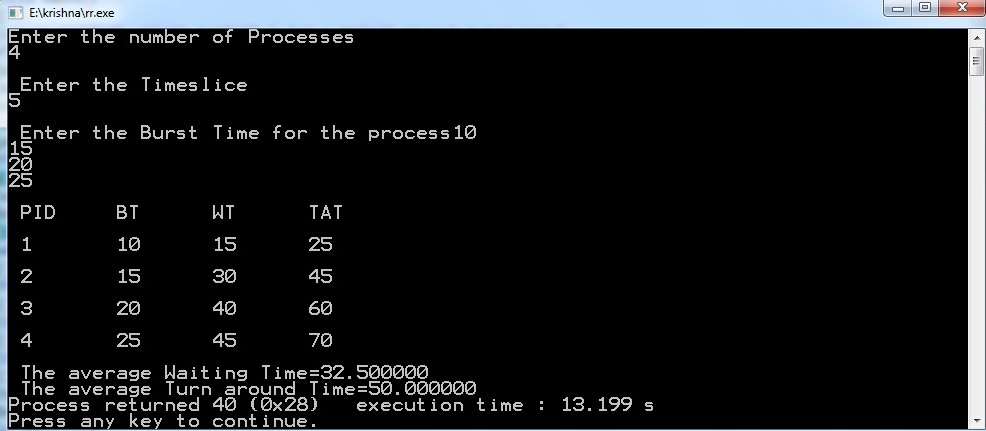 E:\krishna\rr.exe
Enter the number of Processes
4
Enter the Timeslice
5
Enter the Burst Time for the process10
15
20
25
PID BT WT TAT
1 10 15 25
2 15 30 45
3 20 40 60
4 25 45 70
The average Waiting Time=32.500000
The average Turn around Time=50.000000
Process returned 40 (0x28) execution time : 13.199 s
Press any key to continue.